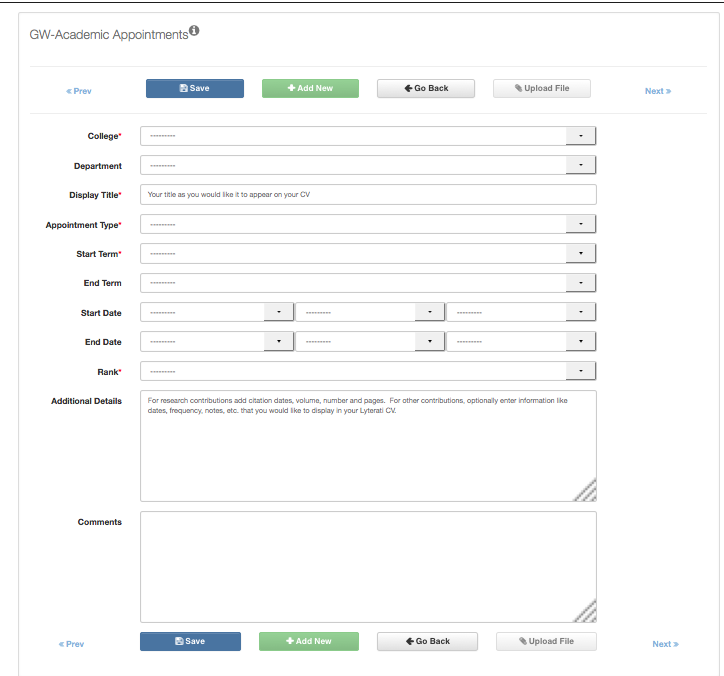 GW-Academic Appointments
« Prev Save Add New Go Back Upload File Next »
College* ---------
Department ---------
Display Title* Your title as you would like it to appear on your CV
Appointment Type* ---------
Start Term* ---------
End Term ---------
Start Date --------- --------- ---------
End Date --------- --------- ---------
Rank* ---------
Additional Details For research contributions add citation dates, volume, number and pages. For other contributions, optionally enter information like
dates, frequency, notes, etc. that you would like to display in your Lyterati CV.
Comments
« Prev Save Add New Go Back Upload File Next »